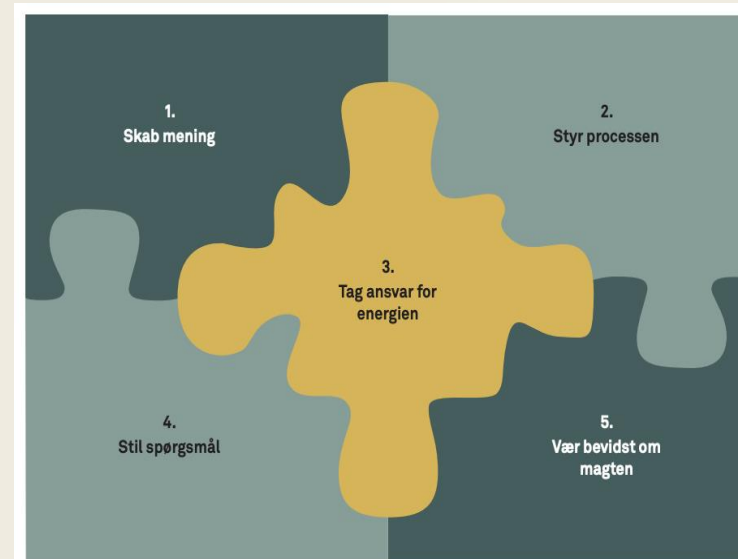 1.
Skab mening
2.
Styr processen
3.
Tag ansvar for
energien
4.
Stil spørgsmål
5.
Vær bevidst om
magten